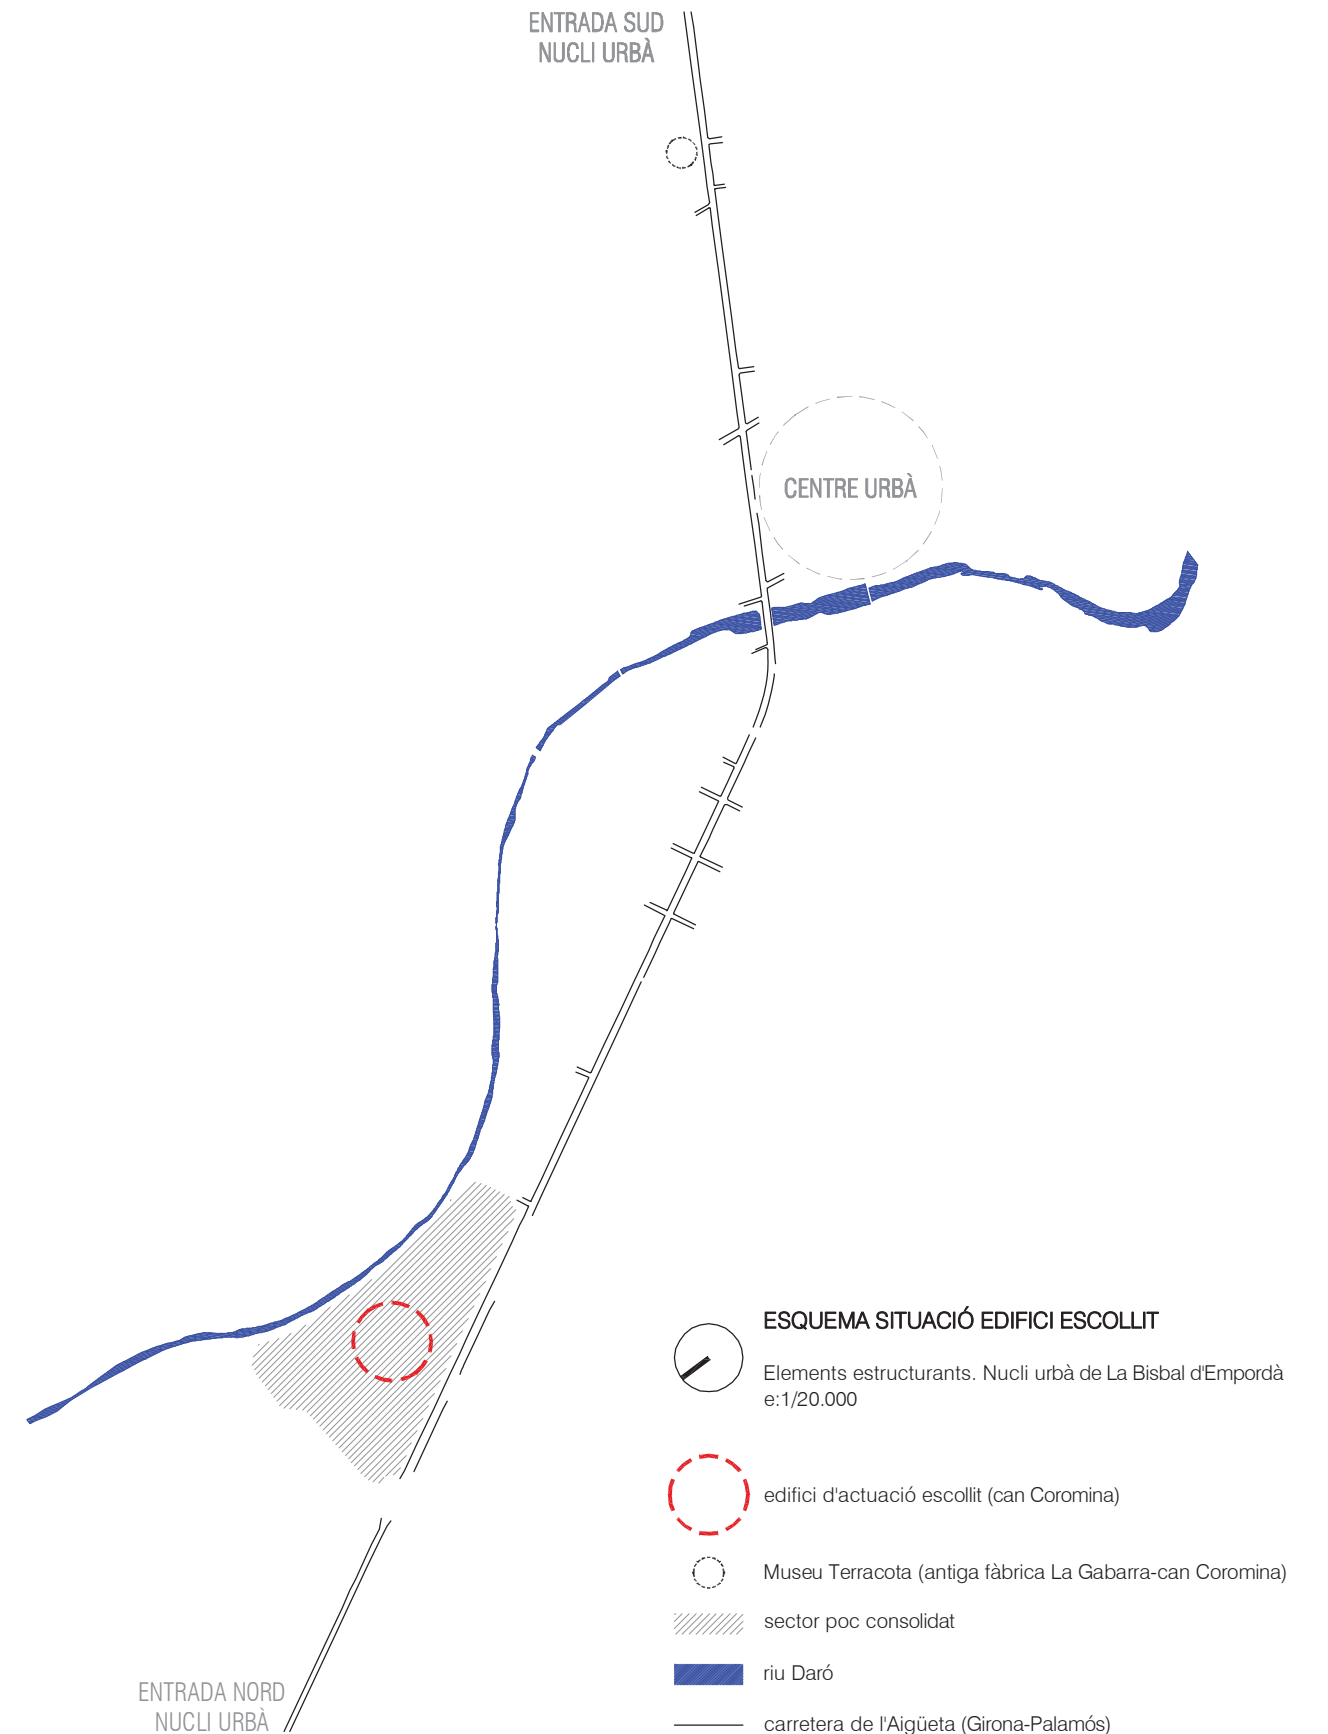 ENTRADA SUD
NUCLI URBÀ
CENTRE URBÀ
ESQUEMA SITUACIÓ EDIFICI ESCOLLIT
Elements estructurants. Nucli urbà de La Bisbal d'Empordà
e:1/20.000
edifici d'actuació escollit (can Coromina)
Museu Terracota (antiga fàbrica La Gabarra-can Coromina)
sector poc consolidat
riu Daró
ENTRADA NORD
NUCLI URBÀ
carretera de l'Aigüeta (Girona-Palamós)